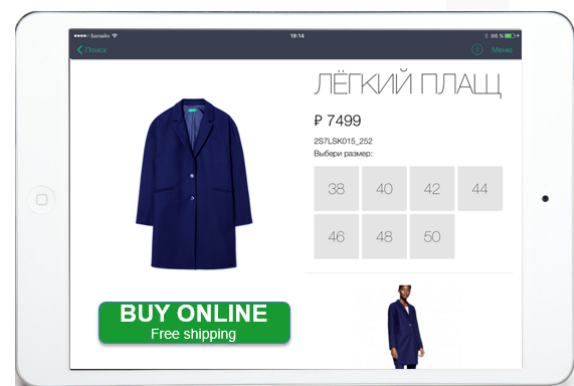 Билайн
18:14
66 %
Поиск
Меню
ЛЁГКИЙ ПЛАЩ
₽ 7499
2S7LSK015_252
Выбери размер:
38 40 42 44
46 48 50
BUY ONLINE
Free shipping